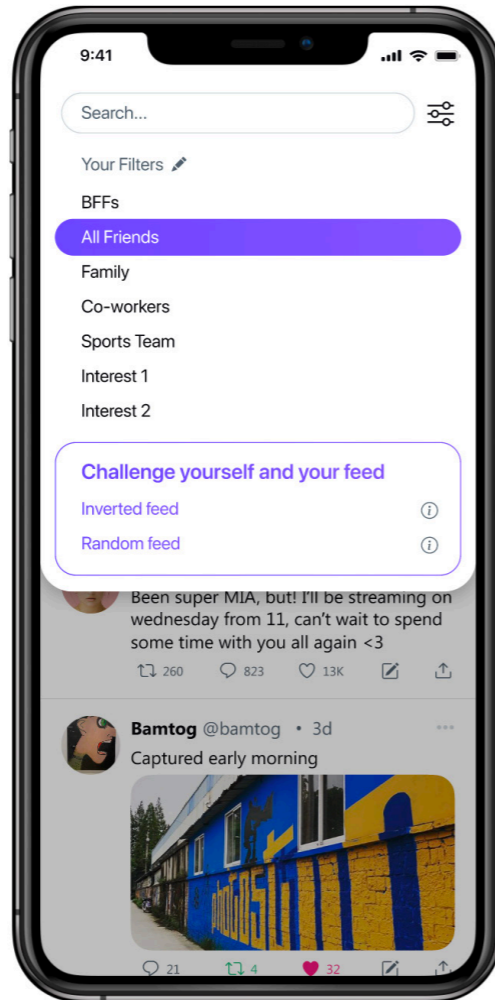 9:41
Search...
Your Filters
BFFs
All Friends
Family
Co-workers
Sports Team
Interest 1
Interest 2
Challenge yourself and your feed
Inverted feed
Random feed
Been super MIA, but! I'll be streaming on
wednesday from 11, can't wait to spend
some time with you all again <3
260 823 13K
Bamtog @bamtog • 3d
Captured early morning
21 4 32